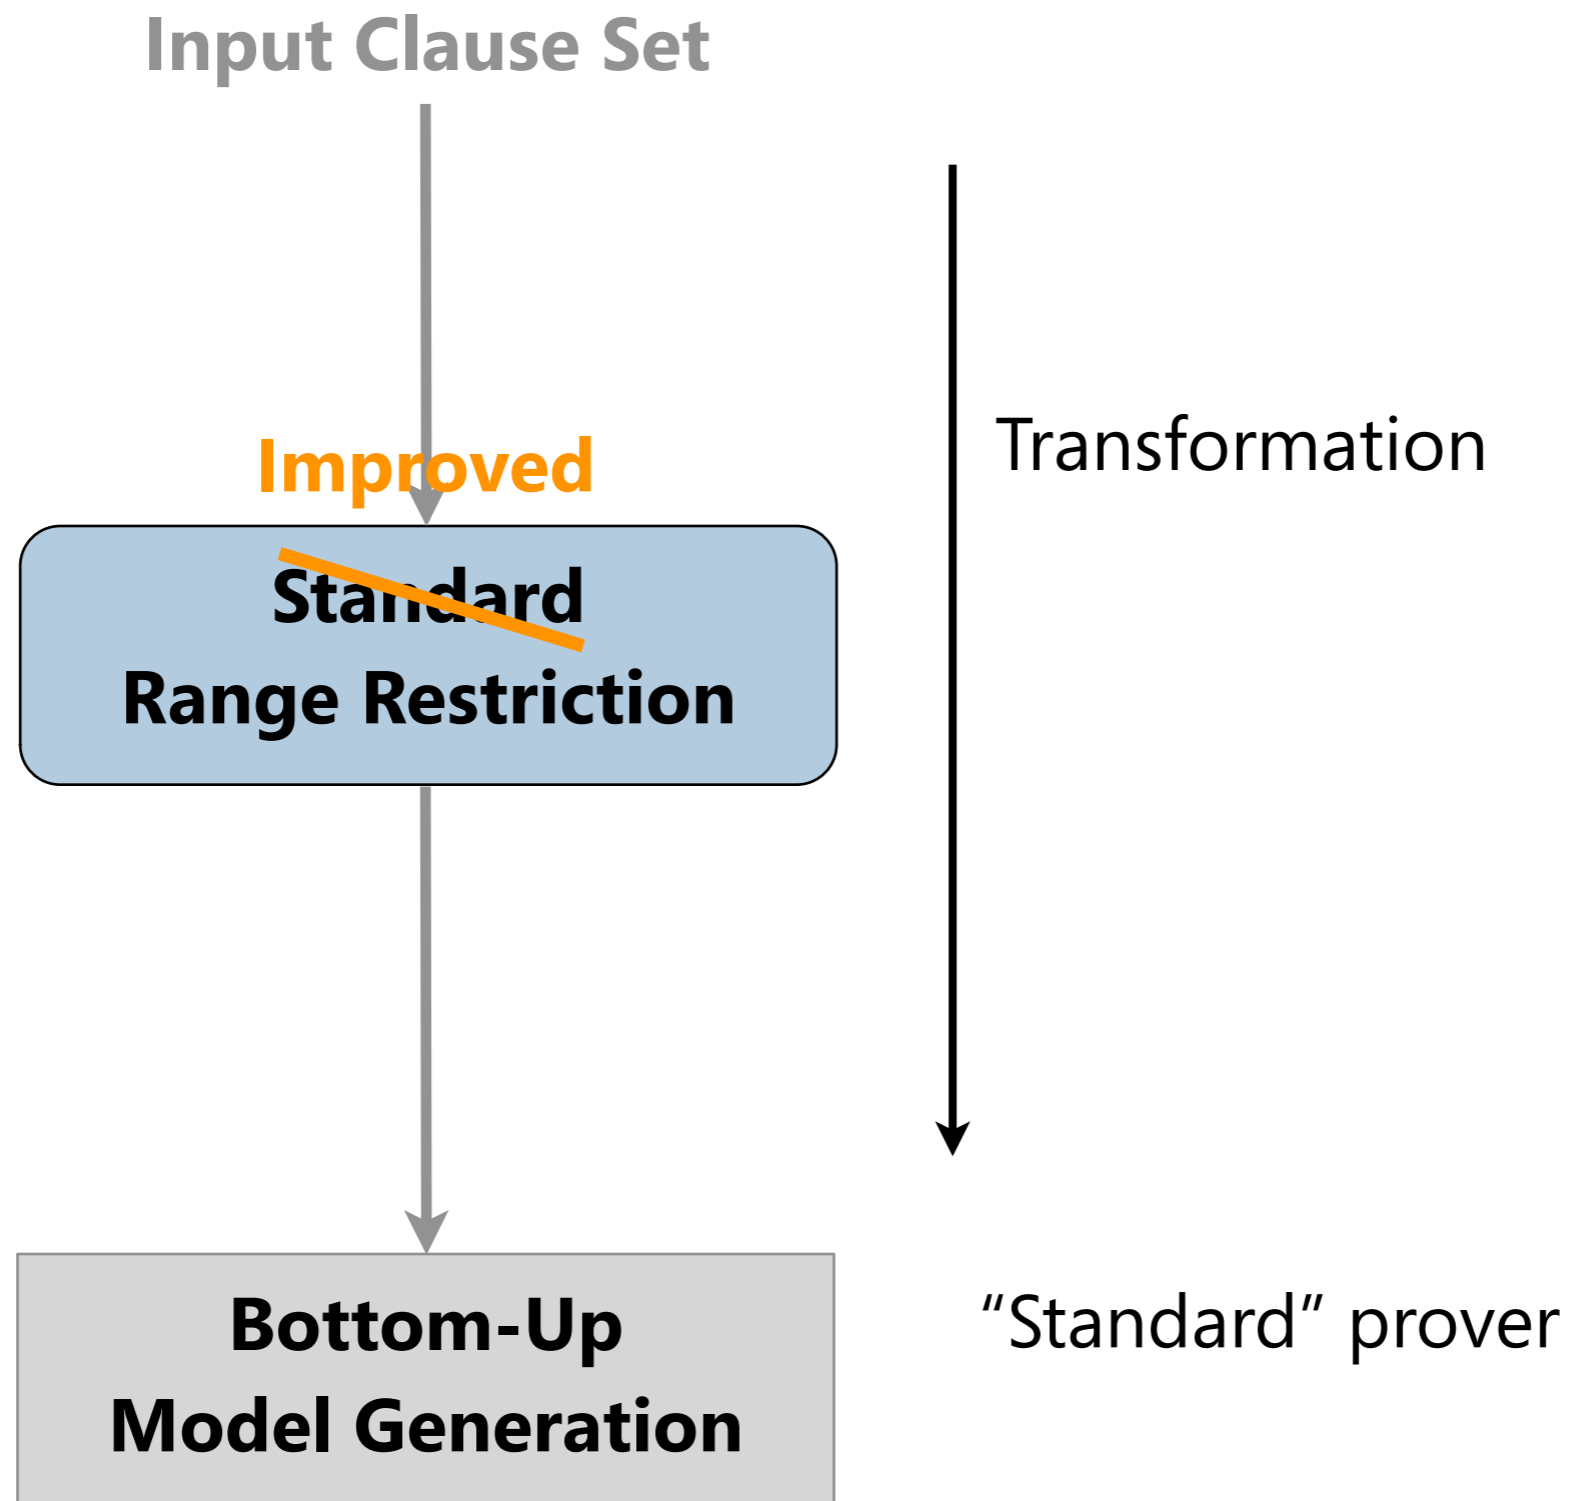 Input Clause Set
Transformation
Improved
Standard
Range Restriction
Bottom-Up
“Standard” prover
Model Generation